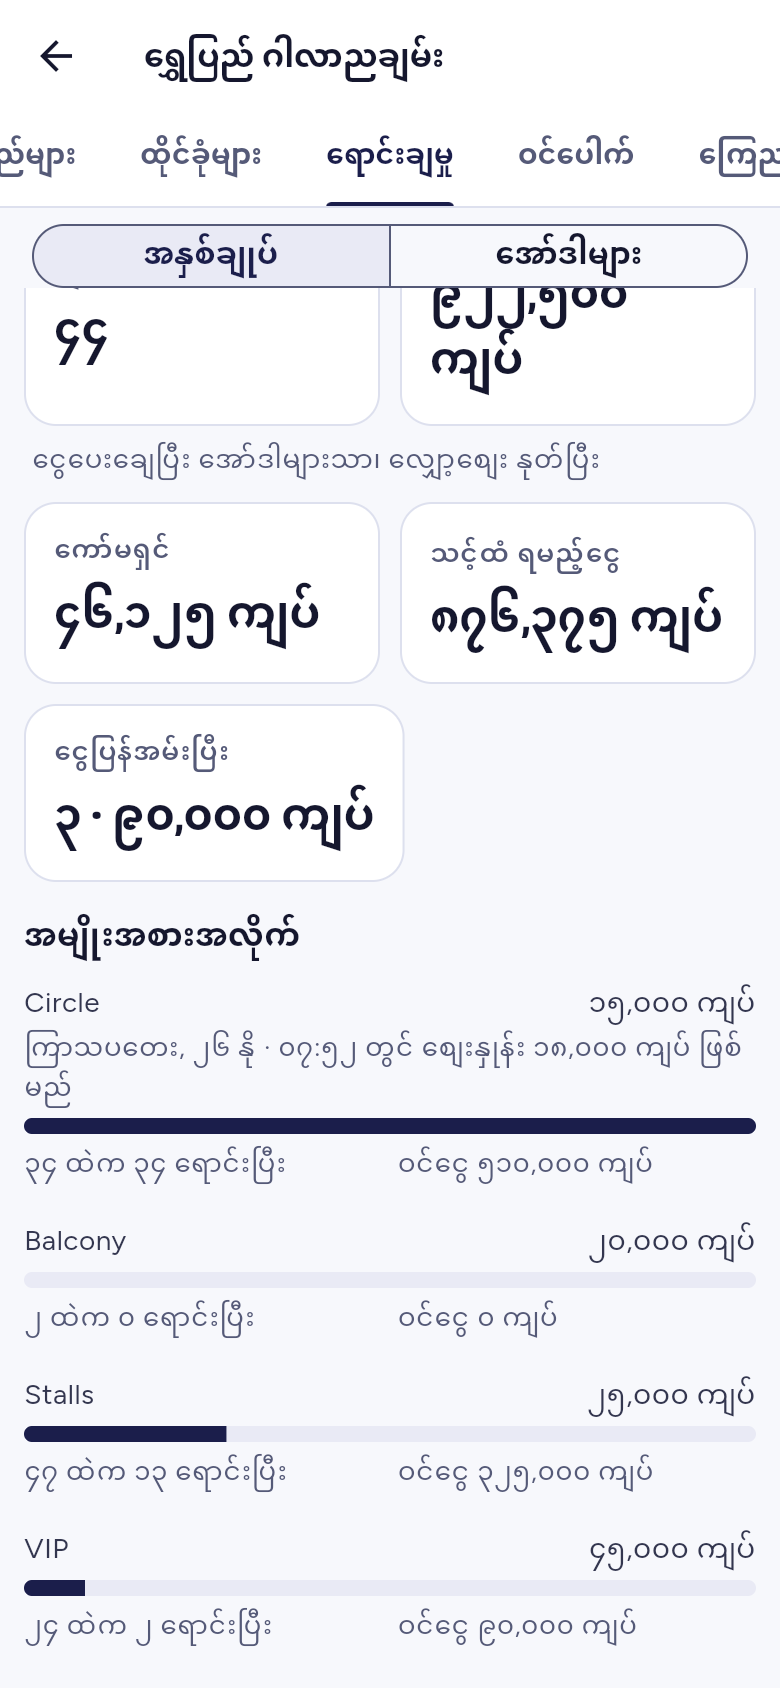 ရွှေပြည် ဂါလာညချမ်း
ထိုင်ခုံများ ရောင်းချမှု ဝင်ပေါက်
အနှစ်ချုပ် အော်ဒါများ
၄၄ ၉၂၂,၅၀၀
ကျပ်
ငွေပေးချေပြီး အော်ဒါများသာ၊ လျှော့ဈေး နုတ်ပြီး
ကော်မရှင် သင့်ထံ ရမည့်ငွေ
၄၆,၁၂၅ ကျပ် ၈၇၆,၃၇၅ ကျပ်
ငွေပြန်အမ်းပြီး
၃ · ၉၀,၀၀၀ ကျပ်
အမျိုးအစားအလိုက်
Circle ၁၅,၀၀၀ ကျပ်
ကြာသပတေး, ၂၆ နို · ၀၇:၅၂ တွင် ဈေးနှုန်း ၁၈,၀၀၀ ကျပ် ဖြစ်
မည်
၃၄ ထဲက ၃၄ ရောင်းပြီး ဝင်ငွေ ၅၁၀,၀၀၀ ကျပ်
Balcony ၂၀,၀၀၀ ကျပ်
၂ ထဲက ၀ ရောင်းပြီး ဝင်ငွေ ၀ ကျပ်
Stalls ၂၅,၀၀၀ ကျပ်
၄၇ ထဲက ၁၃ ရောင်းပြီး ဝင်ငွေ ၃၂၅,၀၀၀ ကျပ်
VIP ၄၅,၀၀၀ ကျပ်
၂၄ ထဲက ၂ ရောင်းပြီး ဝင်ငွေ ၉၀,၀၀၀ ကျပ်